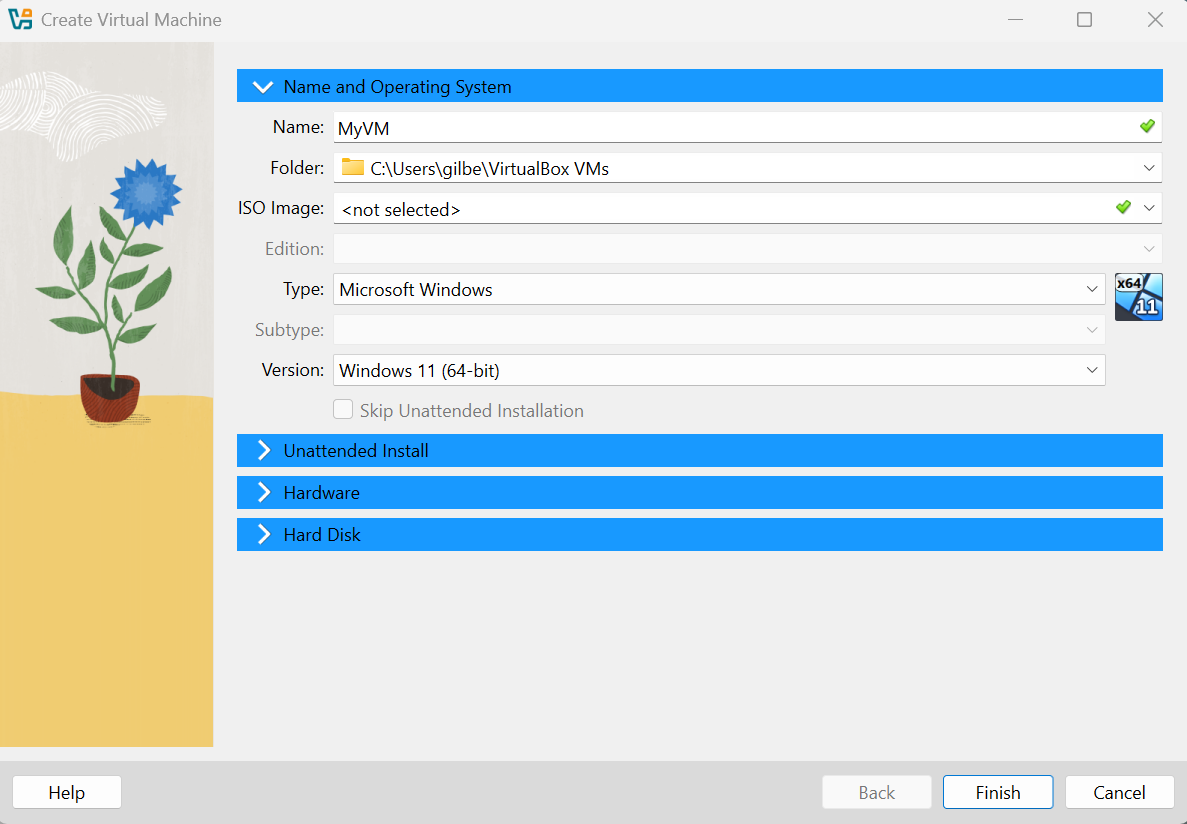 Create Virtual Machine
Name and Operating System
Name: MyVM
Folder: C:\Users\gilbe\VirtualBox VMs
ISO Image: <not selected>
Edition:
Type: Microsoft Windows
x64
11
Subtype:
Version: Windows 11 (64-bit)
Skip Unattended Installation
Unattended Install
Hardware
Hard Disk
Help Back Finish Cancel